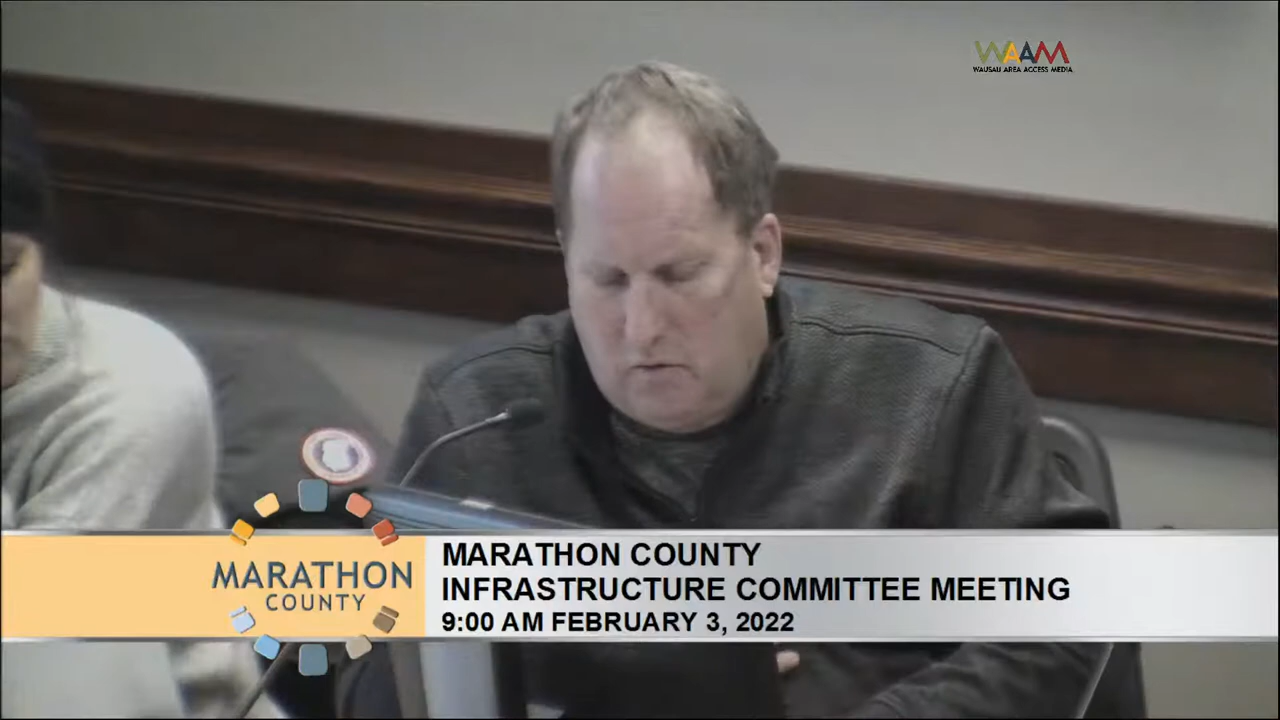 WAAM
WAUSAU AREA ACCESS MEDIA
MARATHON COUNTY
INFRASTRUCTURE COMMITTEE MEETING
9:00 AM FEBRUARY 3, 2022
MARATHON
COUNTY